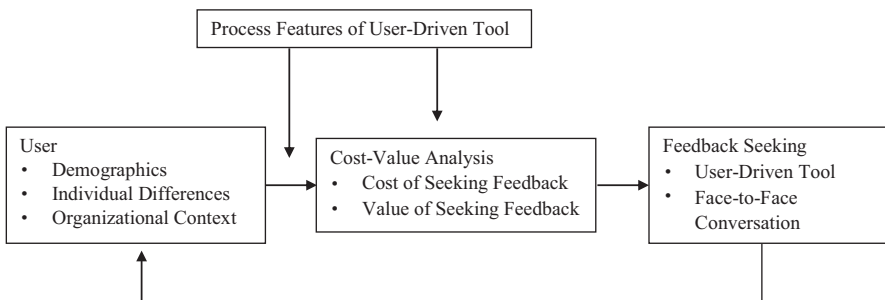 Process Features of User-Driven Tool
User
• Demographics
• Individual Differences
• Organizational Context
Cost-Value Analysis
• Cost of Seeking Feedback
• Value of Seeking Feedback
Feedback Seeking
• User-Driven Tool
• Face-to-Face
Conversation